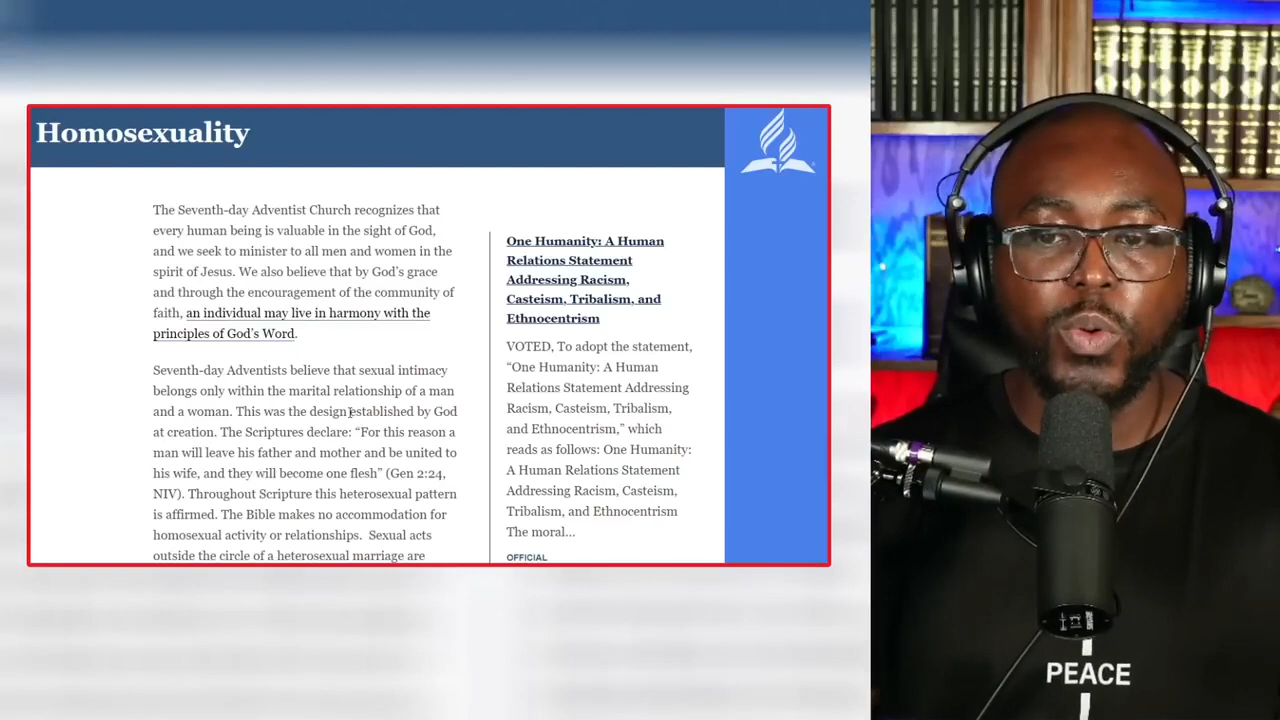 Homosexuality
The Seventh-day Adventist Church recognizes that
every human being is valuable in the sight of God,
and we seek to minister to all men and women in the
spirit of Jesus. We also believe that by God's grace
and through the encouragement of the community of
faith, an individual may live in harmony with the
principles of God's Word.
Seventh-day Adventists believe that sexual intimacy
belongs only within the marital relationship of a man
and a woman. This was the design established by God
at creation. The Scriptures declare: “For this reason a
man will leave his father and mother and be united to
his wife, and they will become one flesh” (Gen 2:24,
NIV). Throughout Scripture this heterosexual pattern
is affirmed. The Bible makes no accommodation for
homosexual activity or relationships. Sexual acts
outside the circle of a heterosexual marriage are
One Humanity: A Human
Relations Statement
Addressing Racism,
Casteism, Tribalism, and
Ethnocentrism
VOTED, To adopt the statement,
“One Humanity: A Human
Relations Statement Addressing
Racism, Casteism, Tribalism,
and Ethnocentrism,” which
reads as follows: One Humanity:
A Human Relations Statement
Addressing Racism, Casteism,
Tribalism, and Ethnocentrism
The moral...
OFFICIAL
PEACE